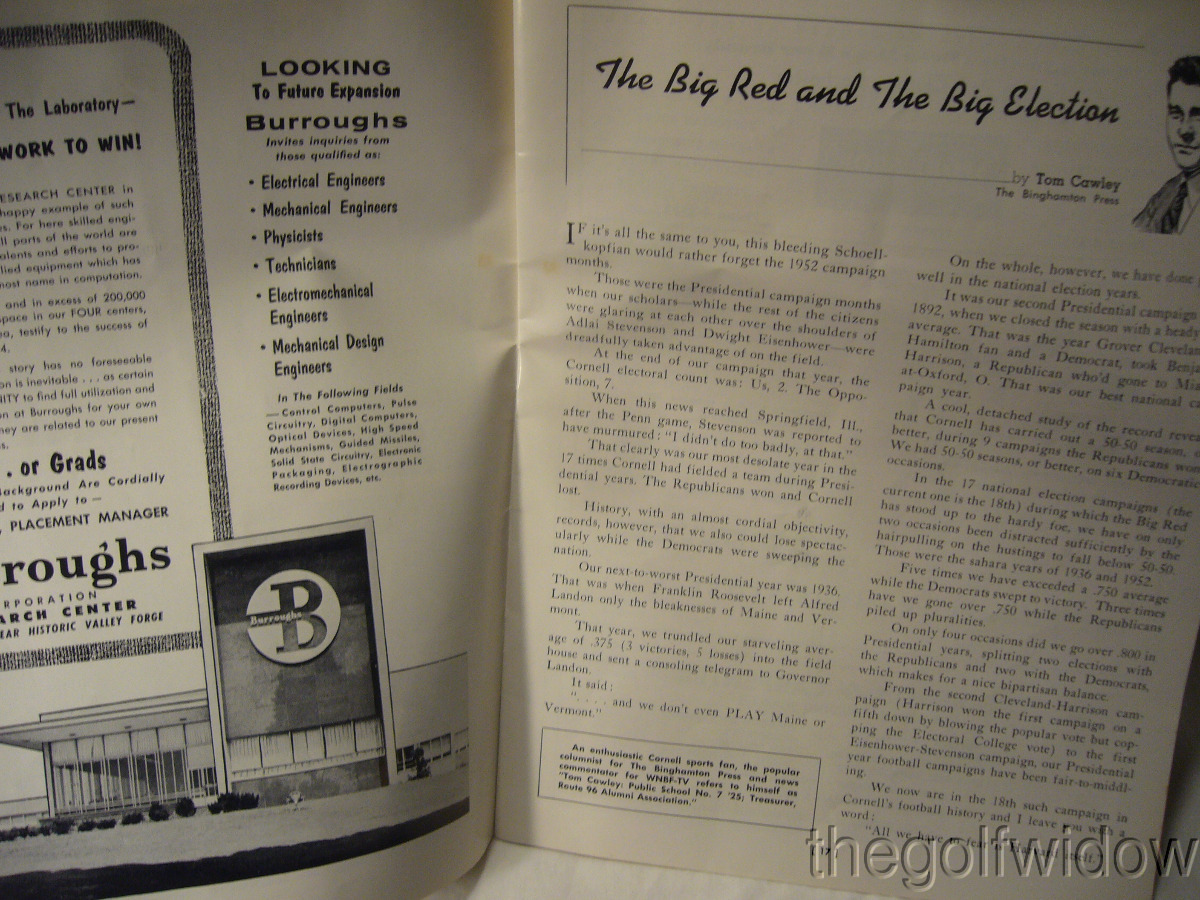 The Laboratory—
WORK TO WIN!
ESEARCH CENTER in
happy example of such
es. For here skilled engi-
ll parts of the world are
alents and efforts to pro-
lied equipment which has
most name in computation.
and in excess of 200,000
space in our FOUR centers,
ea, testify to the success of
4.
story has no foreseeable
on is inevitable . . . as certain
NITY to find full utilization and
on at Burroughs for your own
hey are related to our present
s.
. or Grads
Background Are Cordially
d to Apply to —
, PLACEMENT MANAGER
rroughs
CORPORATION
ARCH CENTER
EAR HISTORIC VALLEY FORGE
LOOKING
To Future Expansion
Burroughs
Invites inquiries from
those qualified as:
• Electrical Engineers
• Mechanical Engineers
• Physicists
• Technicians
• Electromechanical
Engineers
• Mechanical Design
Engineers
In The Following Fields
— Control Computers, Pulse
Circuitry, Digital Computers,
Optical Devices, High Speed
Mechanisms, Guided Missiles,
Solid State Circuitry, Electronic
Packaging, Electrographic
Recording Devices, etc.
B
Burroughs
B
The Big Red and The Big Election
by Tom Cawley
The Binghamton Press
IF it's all the same to you, this bleeding Schoell-
kopfian would rather forget the 1952 campaign
months.
Those were the Presidential campaign months
when our scholars—while the rest of the citizens
were glaring at each other over the shoulders of
Adlai Stevenson and Dwight Eisenhower—were
dreadfully taken advantage of on the field.
At the end of our campaign that year, the
Cornell electoral count was: Us, 2. The Oppo-
sition, 7.
When this news reached Springfield, Ill.,
after the Penn game, Stevenson was reported to
have murmured: "I didn't do too badly, at that."
That clearly was our most desolate year in the
17 times Cornell had fielded a team during Presi-
dential years. The Republicans won and Cornell
lost.
History, with an almost cordial objectivity,
records, however, that we also could lose spectac-
ularly while the Democrats were sweeping the
nation.
Our next-to-worst Presidential year was 1936.
That was when Franklin Roosevelt left Alfred
Landon only the bleaknesses of Maine and Ver-
mont.
That year, we trundled our starveling aver-
age of .375 (3 victories, 5 losses) into the field
house and sent a consoling telegram to Governor
Landon.
It said:
". . . . and we don't even PLAY Maine or
Vermont."
An enthusiastic Cornell sports fan, the popular
columnist for The Binghamton Press and news
commentator for WNBF-TV refers to himself as
"Tom Cawley: Public School No. 7 '25; Treasurer,
Route 96 Alumni Association."
On the whole, however, we have done
well in the national election years.
It was our second Presidential campaign
1892, when we closed the season with a heady
average. That was the year Grover Clevelan
Hamilton fan and a Democrat, took Benja
Harrison, a Republican who'd gone to Mia
at-Oxford, O. That was our best national ca
paign year.
A cool, detached study of the record revea
that Cornell has carried out a 50-50 season, o
better, during 9 campaigns the Republicans won
We had 50-50 seasons, or better, on six Democratic
occasions.
In the 17 national election campaigns (the
current one is the 18th) during which the Big Red
has stood up to the hardy foe, we have on only
two occasions been distracted sufficiently by the
hairpulling on the hustings to fall below 50-50.
Those were the sahara years of 1936 and 1952.
Five times we have exceeded a .750 average
while the Democrats swept to victory. Three times
have we gone over .750 while the Republicans
piled up pluralities.
On only four occasions did we go over .800 in
Presidential years, splitting two elections with
the Republicans and two with the Democrats,
which makes for a nice bipartisan balance.
From the second Cleveland-Harrison cam-
paign (Harrison won the first campaign on a
fifth down by blowing the popular vote but cop-
ping the Electoral College vote) to the first
Eisenhower-Stevenson campaign, our Presidential
year football campaigns have been fair-to-middl-
ing.
We now are in the 18th such campaign in
Cornell's football history and I leave you with a
word:
"All we have to fear is itself."
thegolfwidow